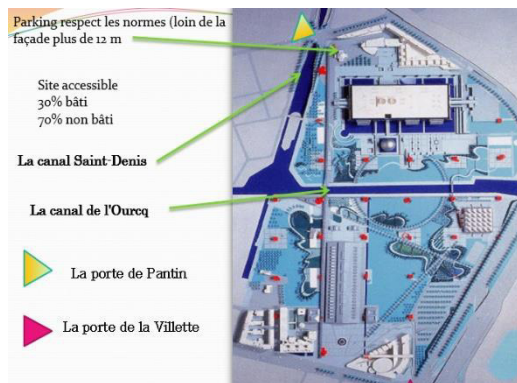 Parking respect les normes (loin de la
façade plus de 12 m
Site accessible
30% bâti
70% non bâti
La canal Saint-Denis
La canal de l'Ourcq
La porte de Pantin
La porte de la Villette